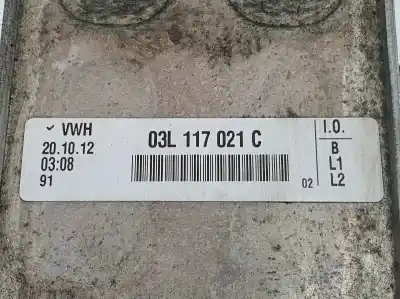 ✓ VWH
20.10.12
03:08
91
03L 117 021 C
02
I.O.
B
L1
L2